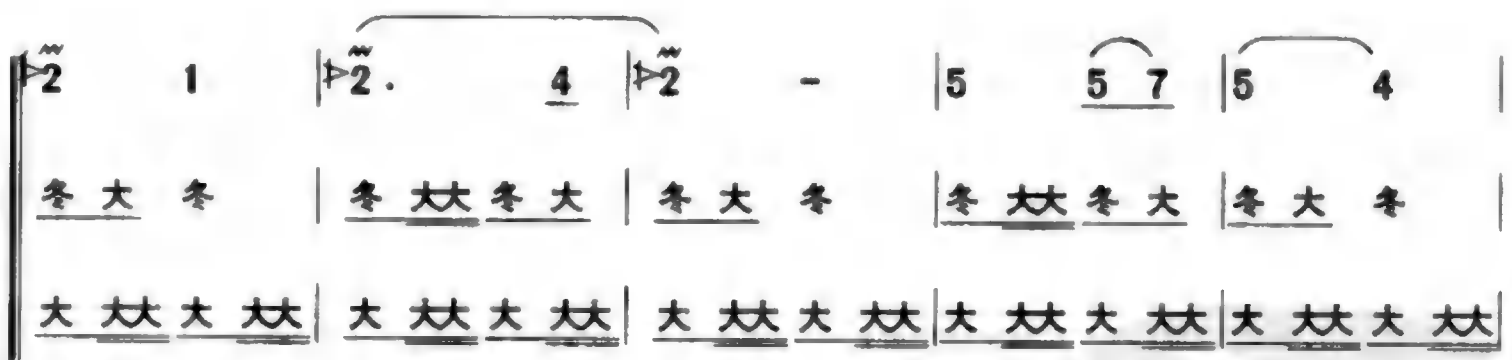 2 1 | 2. 4 | 2 - | 5 5 7 | 5 4 |
冬 大 冬 | 冬 大大 冬 大 | 冬 大 冬 | 冬 大大 冬 大 | 冬 大 冬 |
大 大大 大 大大 | 大 大大 大 大大 | 大 大大 大 大大 | 大 大大 大 大大 | 大 大大 大 大大 |